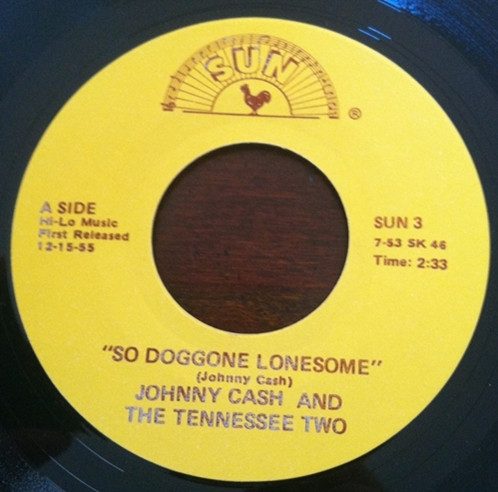 SUN
®
A SIDE
Hi-Lo Music
First Released
12-15-55
SUN 3
7-53 SK 46
Time: 2:33
"SO DOGGONE LONESOME"
(Johnny Cash)
JOHNNY CASH AND
THE TENNESSEE TWO